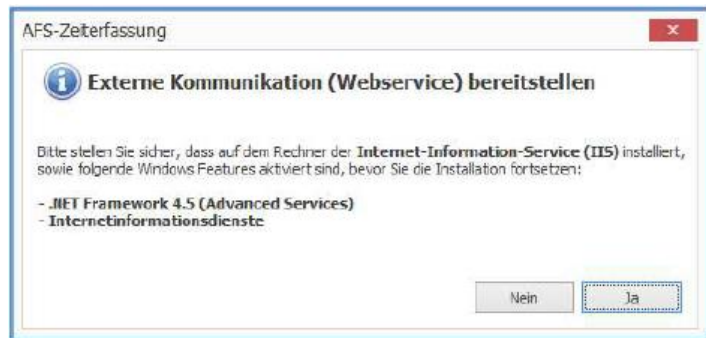 AFS-Zeiterfassung
Externe Kommunikation (Webservice) bereitstellen
Bitte stellen Sie sicher, dass auf dem Rechner der Internet-Information-Service (IIS) installiert,
sowie folgende Windows Features aktiviert sind, bevor Sie die Installation fortsetzen:
- .NET Framework 4.5 (Advanced Services)
- Internetinformationsdienste
Nein Ja